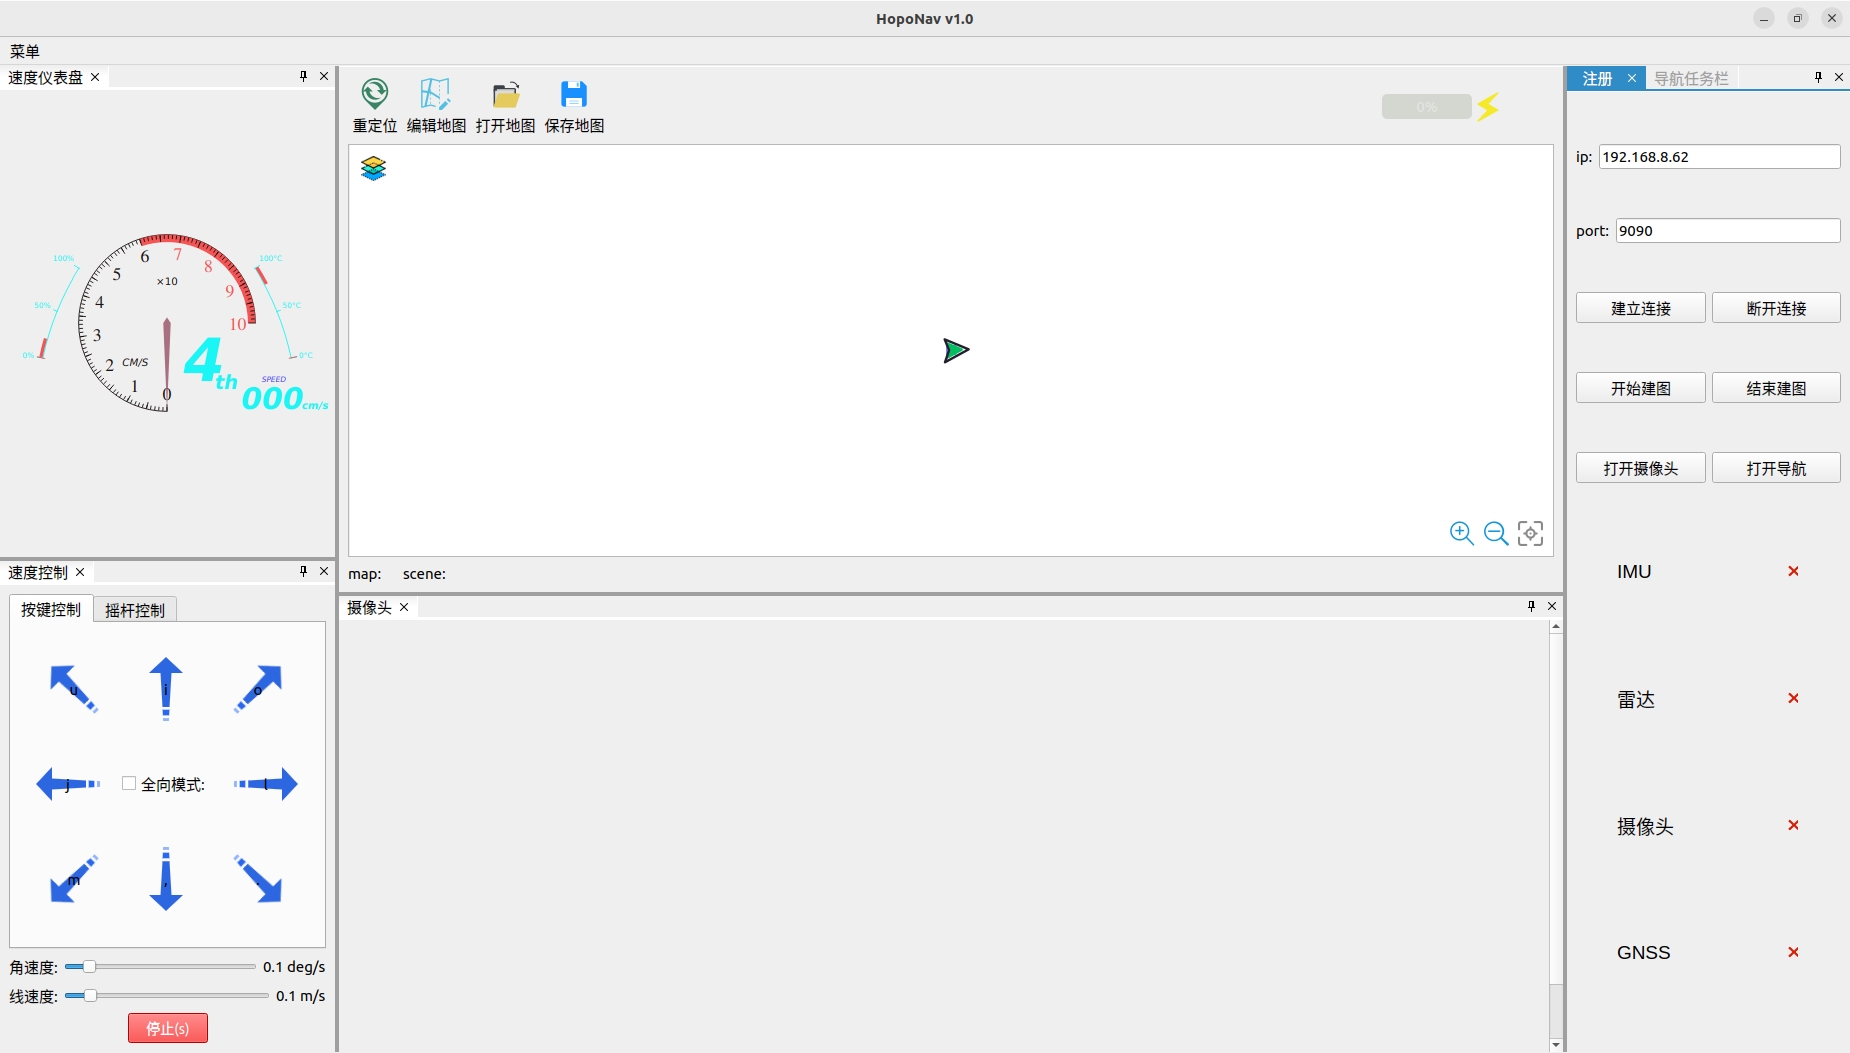 HopoNav v1.0
菜单
速度仪表盘
100%
50%
0%
0
1
2
3
4
5
6
7
8
9
10
×10
CM/S
100°C
50°C
0°C
4th
SPEED
000cm/s
速度控制
按键控制 摇杆控制
u i o
j 全向模式: l
m , .
角速度: 0.1 deg/s
线速度: 0.1 m/s
停止(s)
重定位 编辑地图 打开地图 保存地图
0%
map: scene:
摄像头
注册 导航任务栏
ip: 192.168.8.62
port: 9090
建立连接 断开连接
开始建图 结束建图
打开摄像头 打开导航
IMU
雷达
摄像头
GNSS